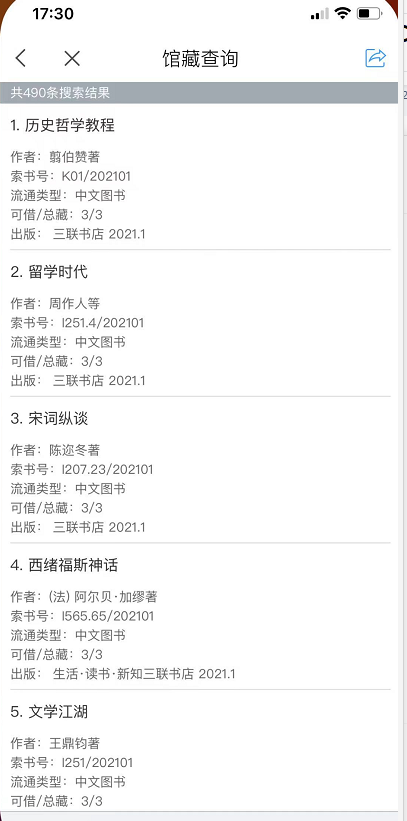 17:30
馆藏查询
共490条搜索结果
1. 历史哲学教程
作者：翦伯赞著
索书号：K01/202101
流通类型：中文图书
可借/总藏：3/3
出版： 三联书店 2021.1
2. 留学时代
作者：周作人等
索书号：I251.4/202101
流通类型：中文图书
可借/总藏：3/3
出版： 三联书店 2021.1
3. 宋词纵谈
作者：陈迩冬著
索书号：I207.23/202101
流通类型：中文图书
可借/总藏：3/3
出版： 三联书店 2021.1
4. 西绪福斯神话
作者：(法) 阿尔贝·加缪著
索书号：I565.65/202101
流通类型：中文图书
可借/总藏：3/3
出版： 生活·读书·新知三联书店 2021.1
5. 文学江湖
作者：王鼎钧著
索书号：I251/202101
流通类型：中文图书
可借/总藏：3/3